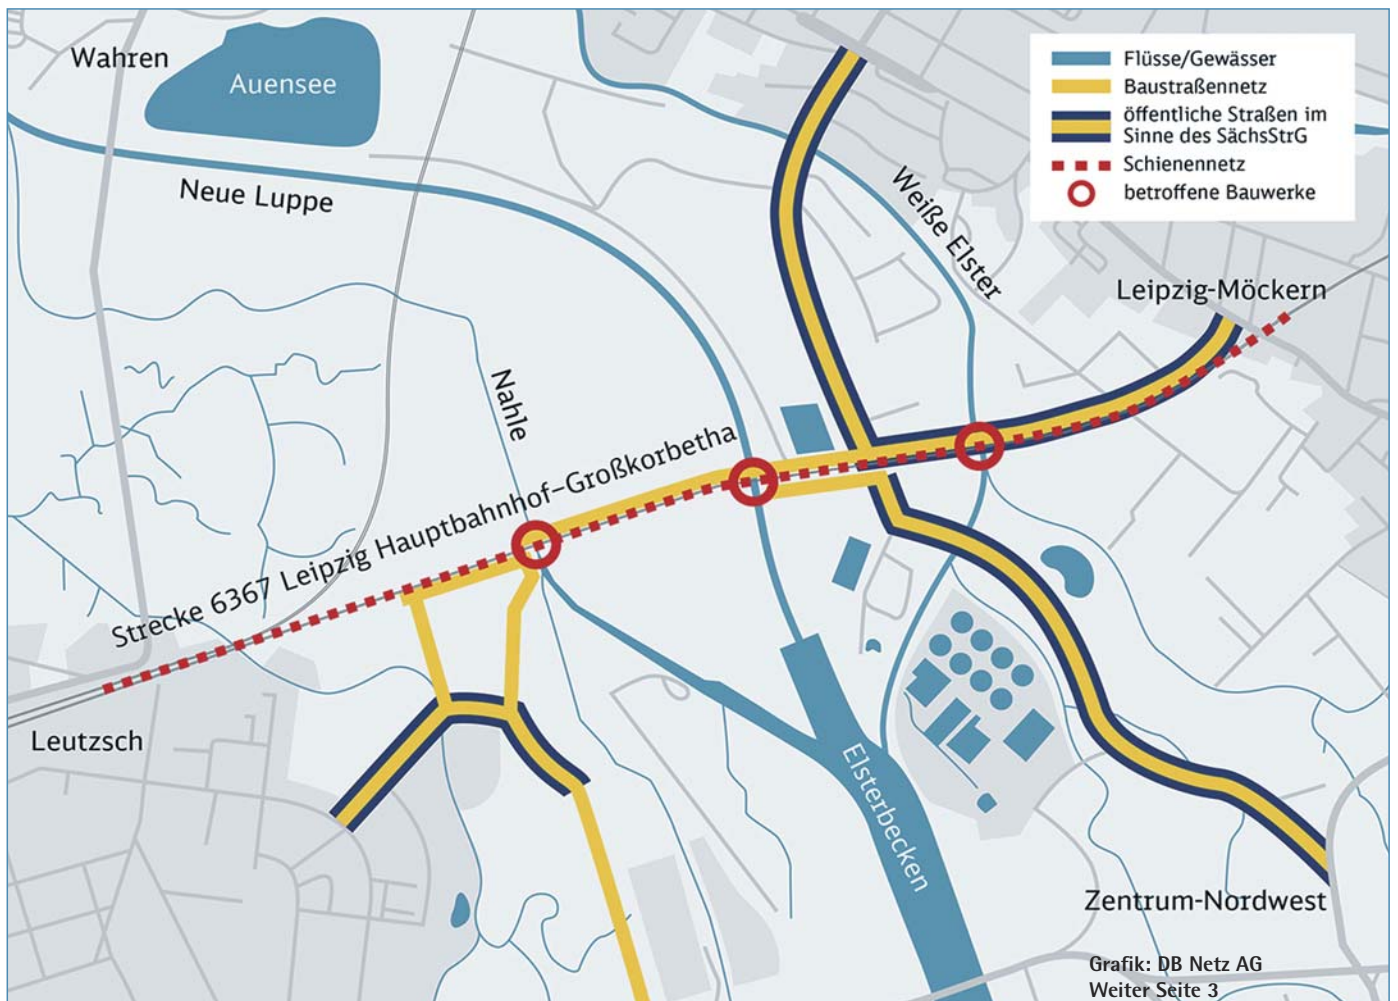 Wahren
Auensee
Neue Luppe
Flüsse/Gewässer
Baustraßennetz
öffentliche Straßen im
Sinne des SächsStrG
Schienennetz
betroffene Bauwerke
Weiße Elster
Leipzig-Möckern
Nahle
Strecke 6367 Leipzig Hauptbahnhof–Großkorbetha
Leutzsch
Elsterbecken
Zentrum-Nordwest
Grafik: DB Netz AG
Weiter Seite 3